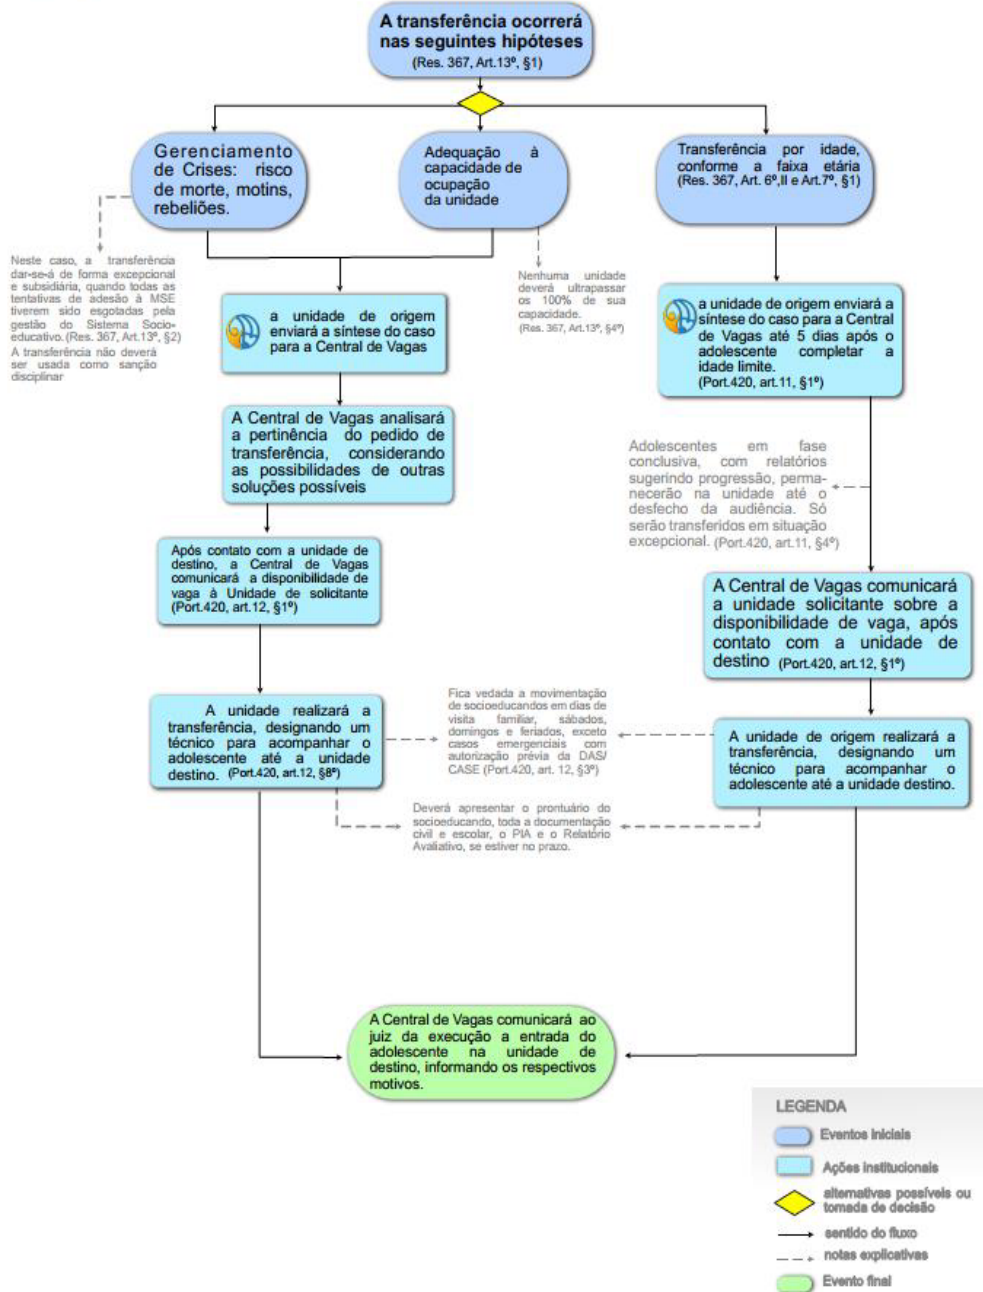 A transferência ocorrerá
nas seguintes hipóteses
(Res. 367, Art.13º, §1)
Gerenciamento
de Crises: risco
de morte, motins,
rebeliões.
Adequação à
capacidade de
ocupação
da unidade
Transferência por idade,
conforme a faixa etária
(Res. 367, Art. 6º,II e Art.7º, §1)
Neste caso, a transferência
dar-se-á de forma excepcional
e subsidiária, quando todas as
tentativas de adesão à MSE
tiverem sido esgotadas pela
gestão do Sistema Socio-
educativo.(Res. 367, Art.13º, §2)
A transferência não deverá
ser usada como sanção
disciplinar
Nenhuma unidade
deverá ultrapassar
os 100% de sua
capacidade.
(Res. 367, Art.13º, §4º)
a unidade de origem
enviará a síntese do caso
para a Central de Vagas
a unidade de origem enviará a
síntese do caso para a Central
de Vagas até 5 dias após o
adolescente completar a
idade limite.
(Port.420, art.11, §1º)
A Central de Vagas analisará
a pertinência do pedido de
transferência, considerando
as possibilidades de outras
soluções possíveis
Adolescentes em fase
conclusiva, com relatórios
sugerindo progressão, perma-
necerão na unidade até o
desfecho da audiência. Só
serão transferidos em situação
excepcional. (Port.420, art.11, §4º)
Após contato com a unidade de
destino, a Central de Vagas
comunicará a disponibilidade de
vaga à Unidade de solicitante
(Port.420, art.12, §1º)
A Central de Vagas comunicará
a unidade solicitante sobre a
disponibilidade de vaga, após
contato com a unidade de
destino (Port.420, art.12, §1º)
A unidade realizará a
transferência, designando um
técnico para acompanhar o
adolescente até a unidade
destino. (Port.420, art.12, §8º)
Fica vedada a movimentação
de socioeducandos em dias de
visita familiar, sábados,
domingos e feriados, exceto
casos emergenciais com
autorização prévia da DAS/
CASE (Port.420, art. 12, §3º)
A unidade de origem realizará a
transferência, designando um
técnico para acompanhar o
adolescente até a unidade destino.
Deverá apresentar o prontuário do
socioeducando, toda a documentação
civil e escolar, o PIA e o Relatório
Avaliativo, se estiver no prazo.
A Central de Vagas comunicará ao
juiz da execução a entrada do
adolescente na unidade de
destino, informando os respectivos
motivos.
LEGENDA
Eventos iniciais
Ações institucionais
alternativas possíveis ou
tomada de decisão
sentido do fluxo
notas explicativas
Evento final